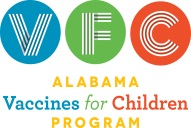 VFC
ALABAMA
Vaccines for Children
PROGRAM